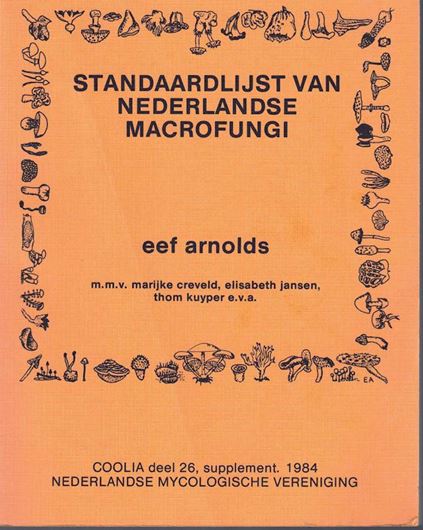 STANDAARDLIJST VAN
NEDERLANDSE
MACROFUNGI
eef arnolds
m.m.v. marijke creveld, elisabeth jansen,
thom kuyper e.v.a.
EA
COOLIA deel 26, supplement. 1984
NEDERLANDSE MYCOLOGISCHE VERENIGING